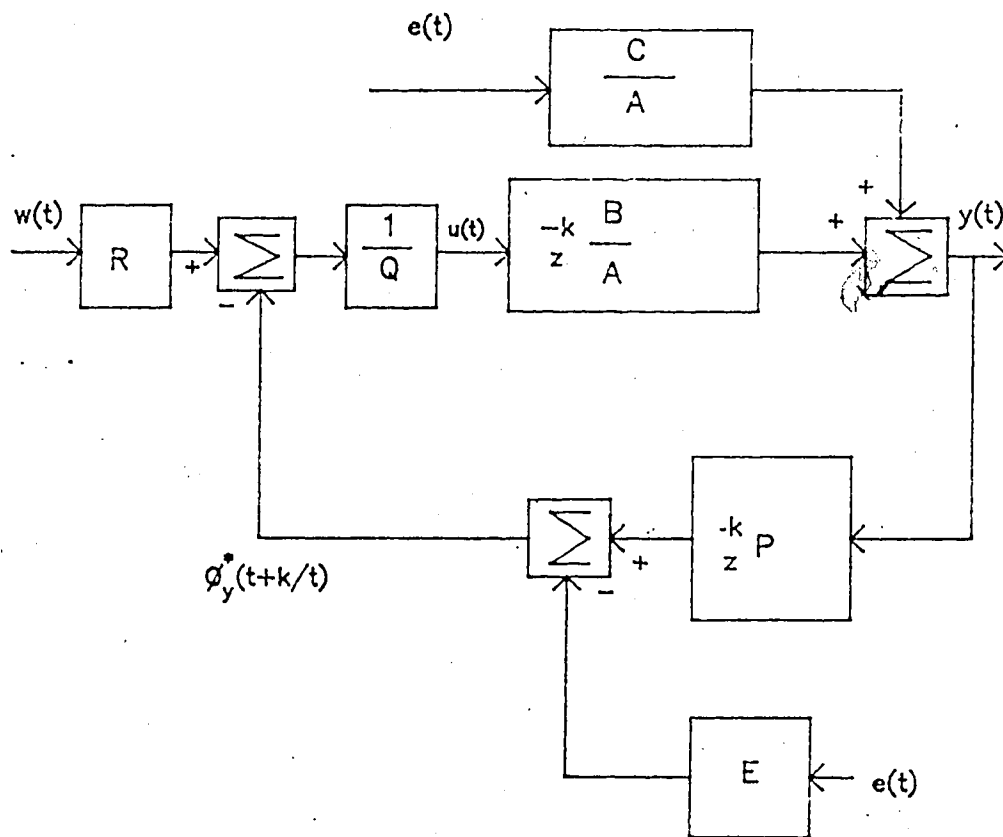 e(t)
C
A
w(t)
R
+
-
Σ
1
Q
u(t)
-k
z
B
A
+
+
Σ
y(t)
ø*y(t+k/t)
Σ
+
-
-k
z
P
E
e(t)